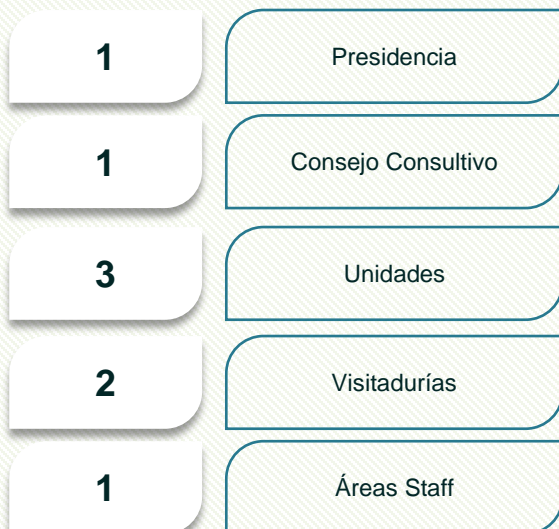 1 Presidencia
1 Consejo Consultivo
3 Unidades
2 Visitadurías
1 Áreas Staff